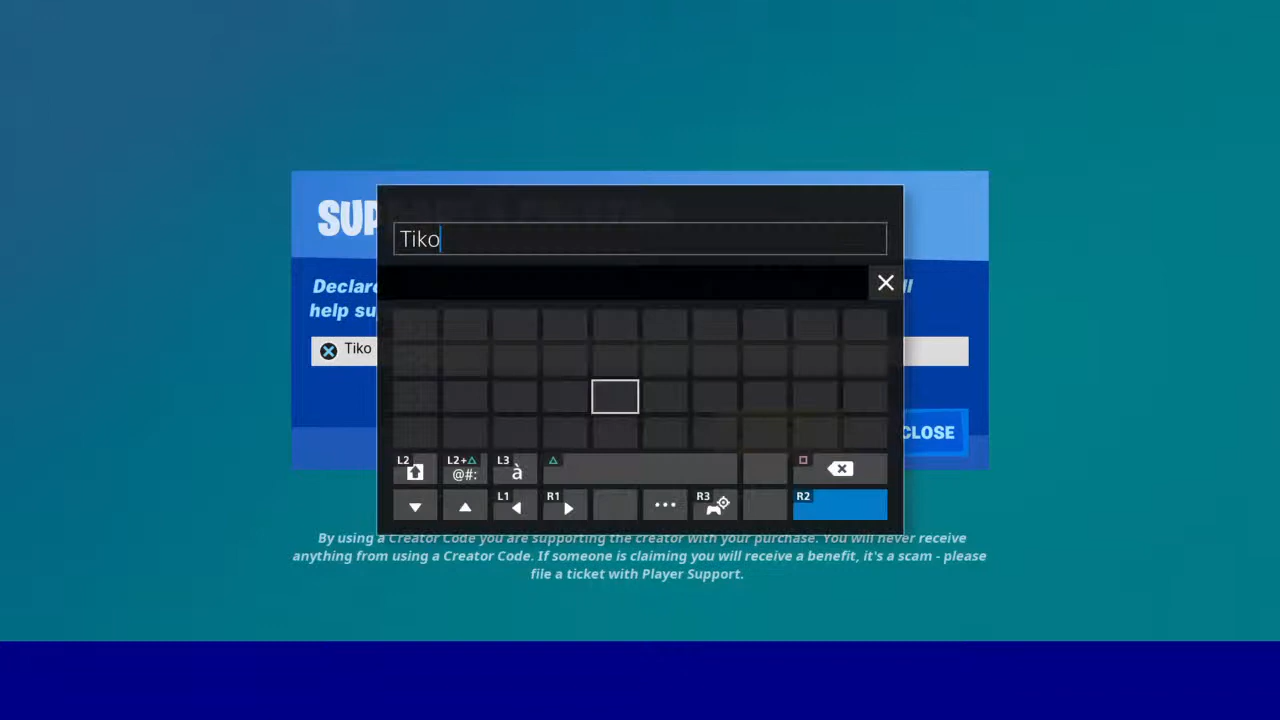 SUP
Tiko
Declare
ll
help su
Tiko
CLOSE
L2
L2+△
@#:
L3
à
△
L1
R1
...
R3
R2
By using a Creator Code you are supporting the creator with your purchase. You will never receive
anything from using a Creator Code. If someone is claiming you will receive a benefit, it's a scam - please
file a ticket with Player Support.